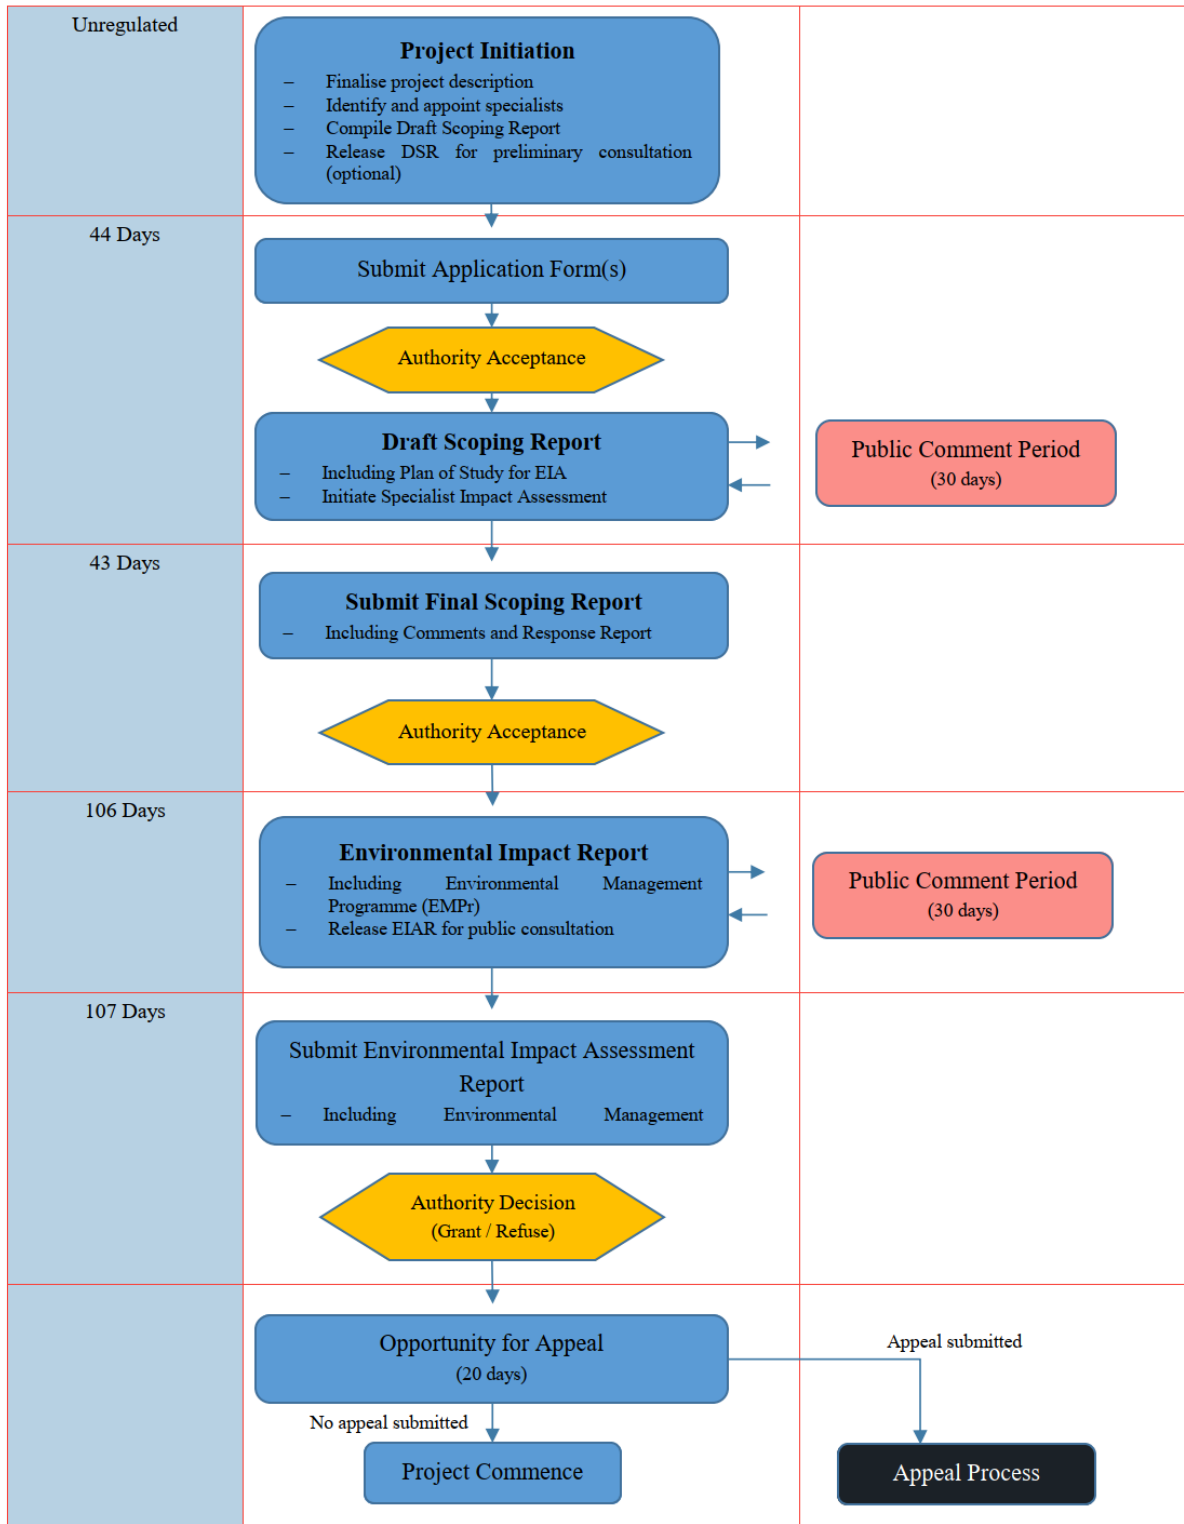 Unregulated
Project Initiation
– Finalise project description
– Identify and appoint specialists
– Compile Draft Scoping Report
– Release DSR for preliminary consultation
(optional)
44 Days
Submit Application Form(s)
Authority Acceptance
Draft Scoping Report
– Including Plan of Study for EIA
– Initiate Specialist Impact Assessment
Public Comment Period
(30 days)
43 Days
Submit Final Scoping Report
– Including Comments and Response Report
Authority Acceptance
106 Days
Environmental Impact Report
– Including Environmental Management
Programme (EMPr)
– Release EIAR for public consultation
Public Comment Period
(30 days)
107 Days
Submit Environmental Impact Assessment
Report
– Including Environmental Management
Authority Decision
(Grant / Refuse)
Opportunity for Appeal
(20 days)
Appeal submitted
No appeal submitted
Project Commence
Appeal Process